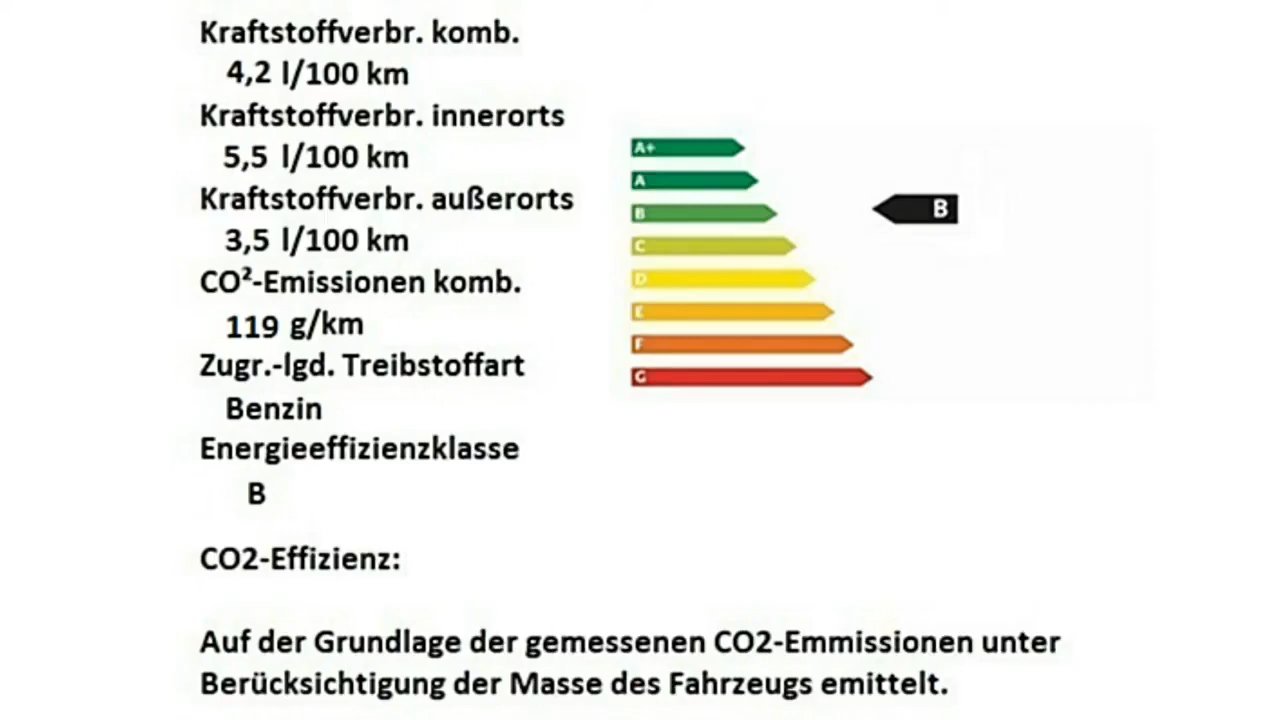 Kraftstoffverbr. komb.
4,2 l/100 km
Kraftstoffverbr. innerorts
5,5 l/100 km
Kraftstoffverbr. außerorts
3,5 l/100 km
CO²-Emissionen komb.
119 g/km
Zugr.-lgd. Treibstoffart
Benzin
Energieeffizienzklasse
B
A+
A
B
B
C
D
E
F
G
CO2-Effizienz:
Auf der Grundlage der gemessenen CO2-Emmissionen unter
Berücksichtigung der Masse des Fahrzeugs emittelt.